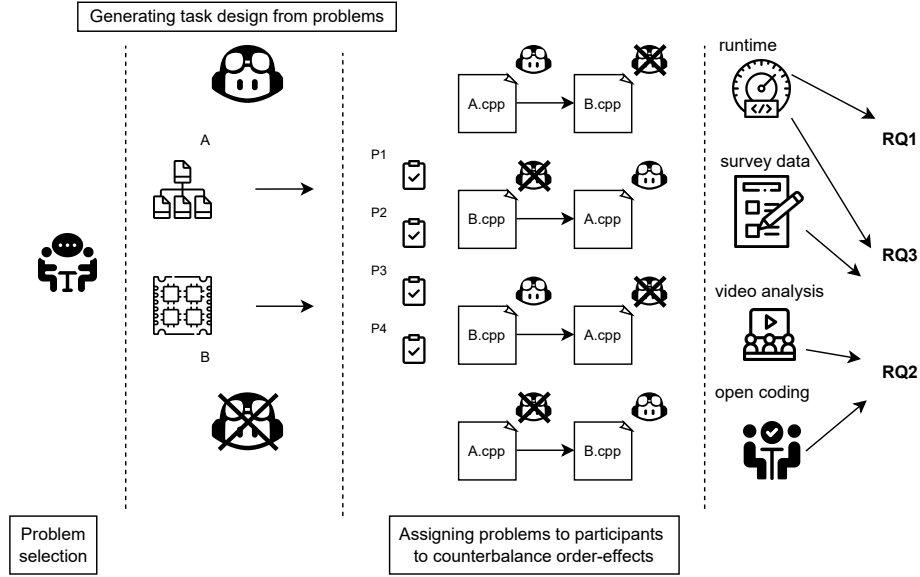 Generating task design from problems
A
B
Problem
selection
P1
P2
P3
P4
A.cpp
B.cpp
B.cpp
A.cpp
B.cpp
A.cpp
A.cpp
B.cpp
Assigning problems to participants
to counterbalance order-effects
runtime
</>
survey data
video analysis
open coding
RQ1
RQ3
RQ2